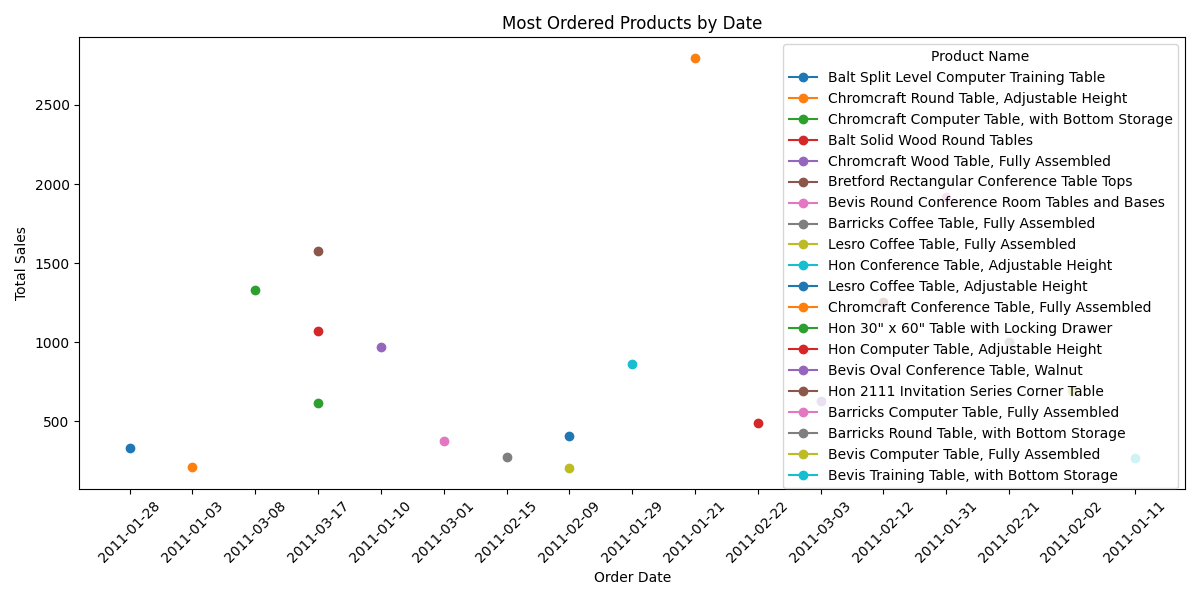 Most Ordered Products by Date
Total Sales
2500
2000
1500
1000
500
Product Name
Balt Split Level Computer Training Table
Chromcraft Round Table, Adjustable Height
Chromcraft Computer Table, with Bottom Storage
Balt Solid Wood Round Tables
Chromcraft Wood Table, Fully Assembled
Bretford Rectangular Conference Table Tops
Bevis Round Conference Room Tables and Bases
Barricks Coffee Table, Fully Assembled
Lesro Coffee Table, Fully Assembled
Hon Conference Table, Adjustable Height
Lesro Coffee Table, Adjustable Height
Chromcraft Conference Table, Fully Assembled
Hon 30" x 60" Table with Locking Drawer
Hon Computer Table, Adjustable Height
Bevis Oval Conference Table, Walnut
Hon 2111 Invitation Series Corner Table
Barricks Computer Table, Fully Assembled
Barricks Round Table, with Bottom Storage
Bevis Computer Table, Fully Assembled
Bevis Training Table, with Bottom Storage
2011-01-28
2011-01-03
2011-03-08
2011-03-17
2011-01-10
2011-03-01
2011-02-15
2011-02-09
2011-01-29
2011-01-21
2011-02-22
2011-03-03
2011-02-12
2011-01-31
2011-02-21
2011-02-02
2011-01-11
Order Date